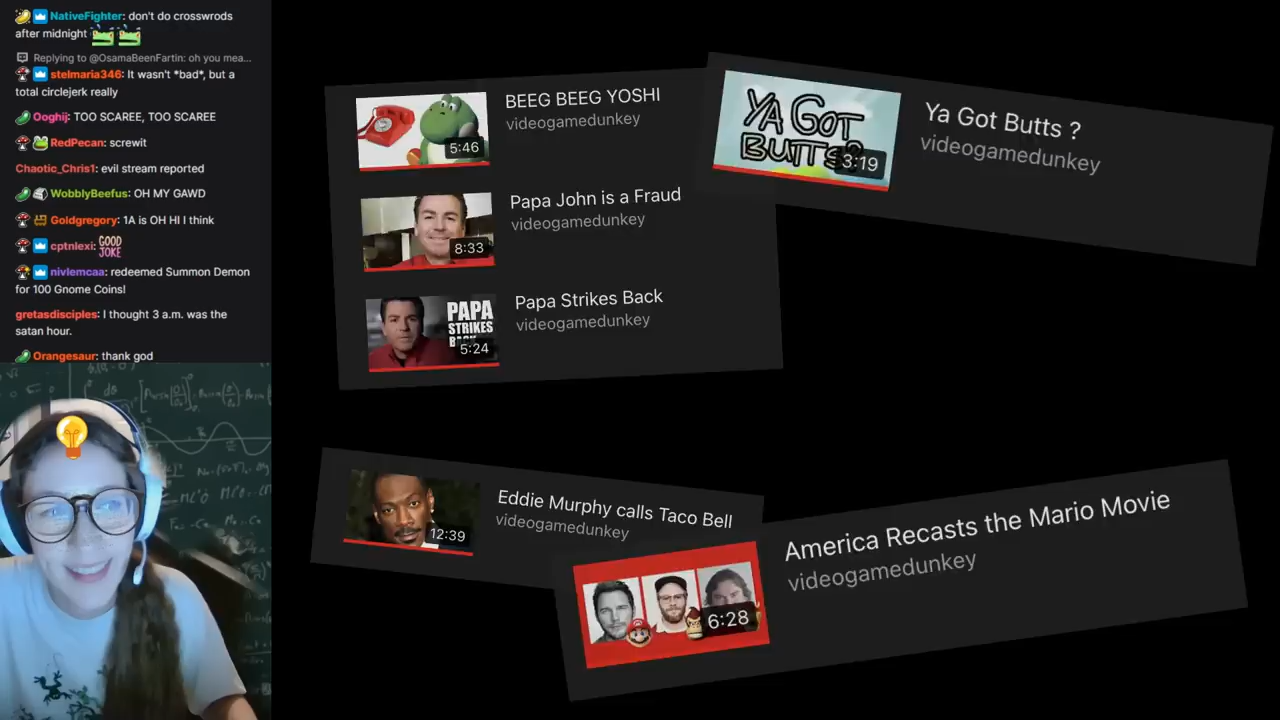 NativeFighter: don't do crosswrods
after midnight
Replying to @OsamaBeenFartin: oh you mea...
stelmaria346: It wasn't *bad*, but a
total circlejerk really
Ooghij: TOO SCAREE, TOO SCAREE
RedPecan: screwit
Chaotic_Chris1: evil stream reported
WobblyBeefus: OH MY GAWD
Goldgregory: 1A is OH HI I think
cptnlexi: GOOD JOKE
nivlemcaa: redeemed Summon Demon
for 100 Gnome Coins!
gretasdisciples: I thought 3 a.m. was the
satan hour.
Orangesaur: thank god
BEEG BEEG YOSHI
videogamedunkey
5:46
Papa John is a Fraud
videogamedunkey
8:33
Papa Strikes Back
videogamedunkey
PAPA
STRIKES
5:24
YA GOT
BUTTS?
3:19
Ya Got Butts ?
videogamedunkey
Eddie Murphy calls Taco Bell
videogamedunkey
12:39
America Recasts the Mario Movie
videogamedunkey
6:28